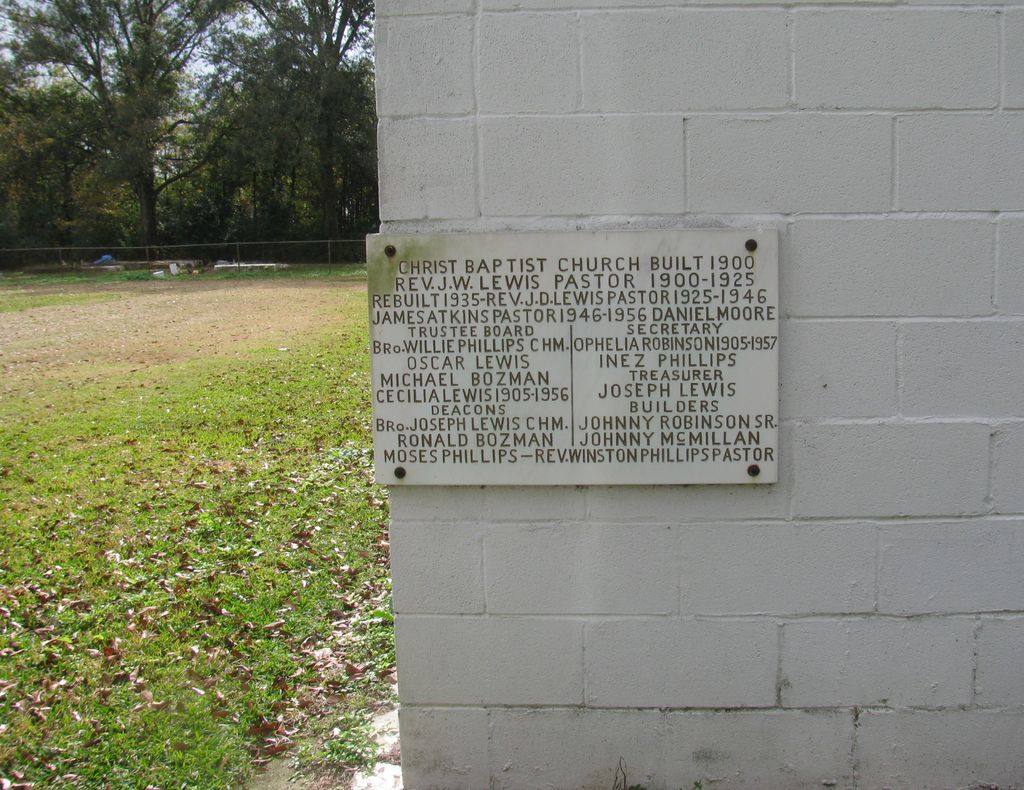 CHRIST BAPTIST CHURCH BUILT 1900
REV. J.W. LEWIS PASTOR 1900-1925
REBUILT 1935-REV. J.D. LEWIS PASTOR 1925-1946
JAMES ATKINS PASTOR 1946-1956 DANIEL MOORE
TRUSTEE BOARD
BRO. WILLIE PHILLIPS CHM.
OSCAR LEWIS
MICHAEL BOZMAN
CECILIA LEWIS 1905-1956
DEACONS
BRO. JOSEPH LEWIS CHM.
RONALD BOZMAN
SECRETARY
OPHELIA ROBINSON 1905-1957
INEZ PHILLIPS
TREASURER
JOSEPH LEWIS
BUILDERS
JOHNNY ROBINSON SR.
JOHNNY McMILLAN
MOSES PHILLIPS — REV. WINSTON PHILLIPS PASTOR